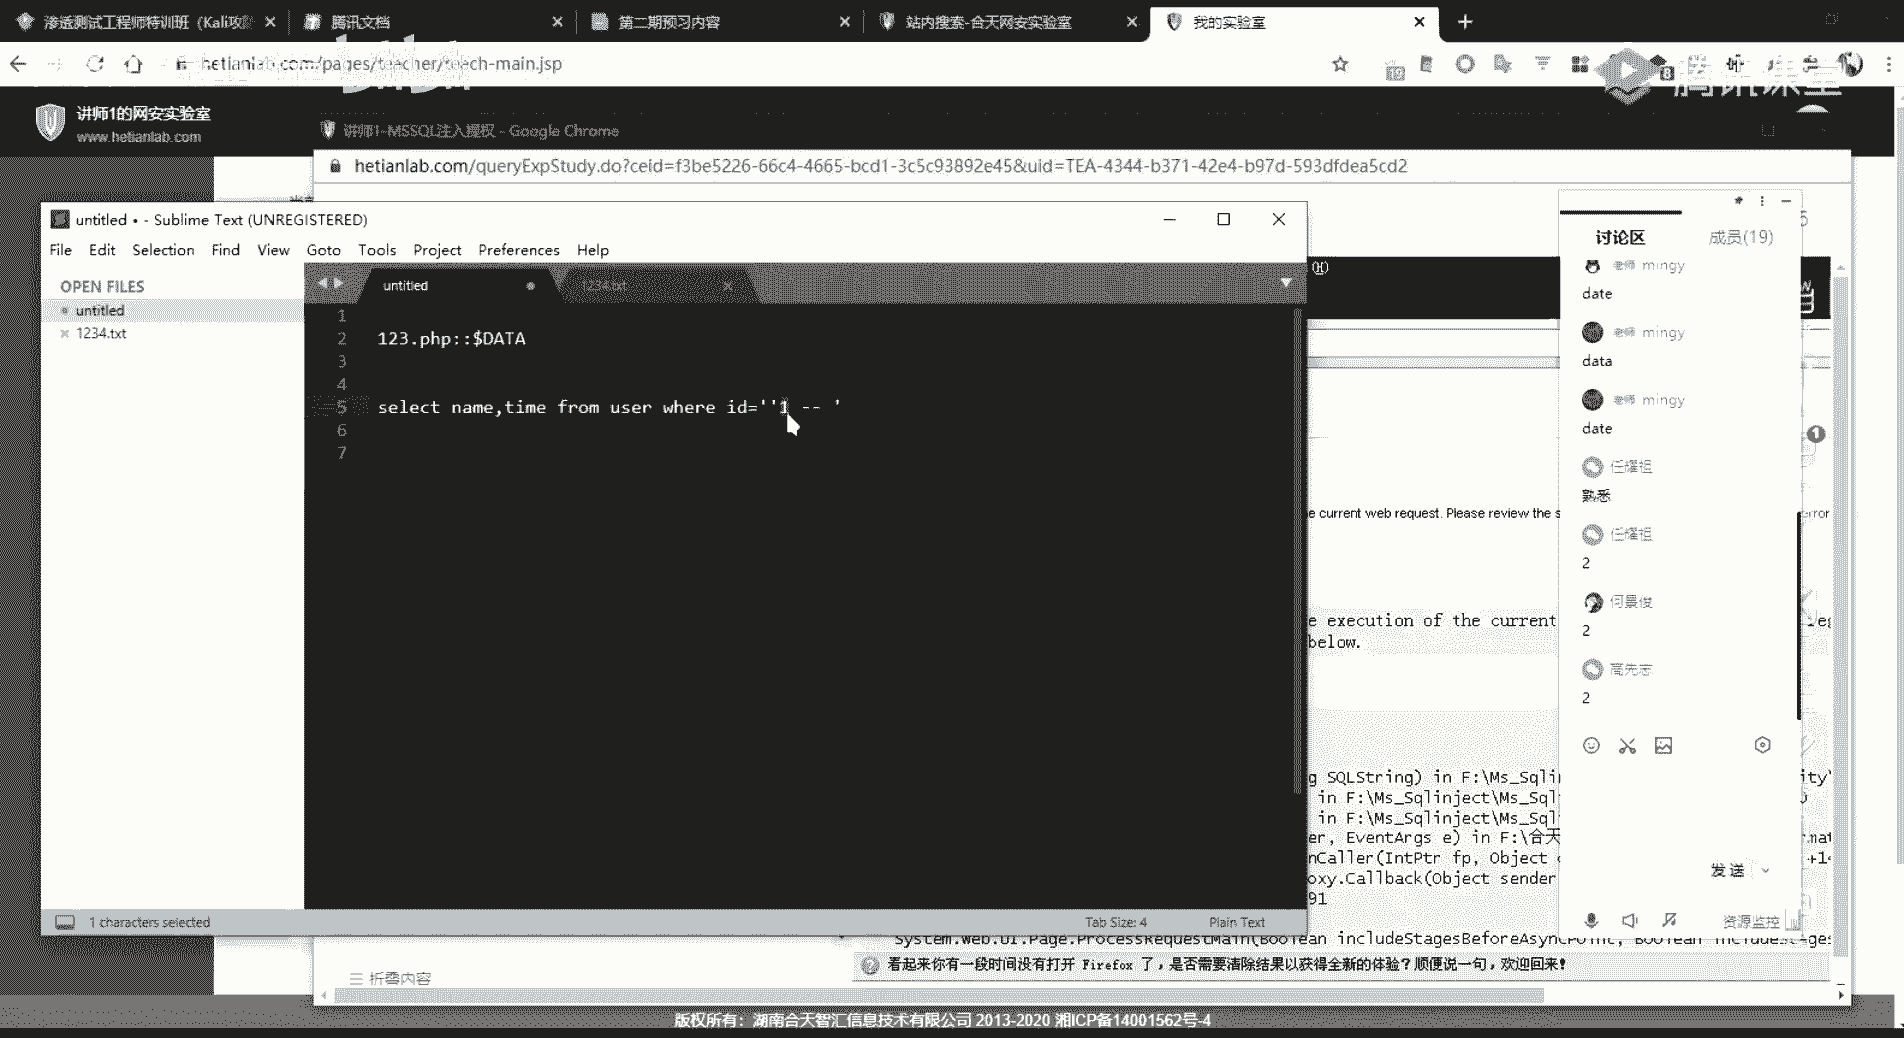 渗透测试工程师特训班（Kali攻
腾讯文档
第二期预习内容
站内搜索-合天网安实验室
我的实验室
hetianlab.com/pages/teacher/teach-main.jsp
腾讯课堂
讲师1的网安实验室
www.hetianlab.com
讲师1-MSSQL注入提权 - Google Chrome
hetianlab.com/queryExpStudy.do?ceid=f3be5226-66c4-4665-bcd1-3c5c93892e45&uid=TEA-4344-b371-42e4-b97d-593dfdea5cd2
untitled • - Sublime Text (UNREGISTERED)
File Edit Selection Find View Goto Tools Project Preferences Help
OPEN FILES
untitled
1234.txt
untitled
1234.txt
1
2 123.php::$DATA
3
4
5 select name,time from user where id=''1 -- '
6
7
1 characters selected
Tab Size: 4
Plain Text
(H)
e current web request. Please review the s
error
e execution of the current
below.
g SQLString) in F:\Ms_Sqlin
in F:\Ms_Sqlinject\Ms_Sql
in F:\Ms_Sqlinject\Ms_Sql
er, EventArgs e) in F:\合天
nCaller(IntPtr fp, Object
oxy.Callback(Object sender
91
System.Web.UI.Page.ProcessRequestMain(Boolean includeStagesBeforeAsyncPoint, Boolean includeStages
讨论区
成员(19)
老师 mingy
date
老师 mingy
data
老师 mingy
date
任耀祖
熟悉
任耀祖
2
何景俊
2
高先志
2
发送
资源监控
看起来你有一段时间没有打开 Firefox 了，是否需要清除结果以获得全新的体验？顺便说一句，欢迎回来！
折叠内容
版权所有：湖南合天智汇信息技术有限公司 2013-2020 湘ICP备14001562号-4